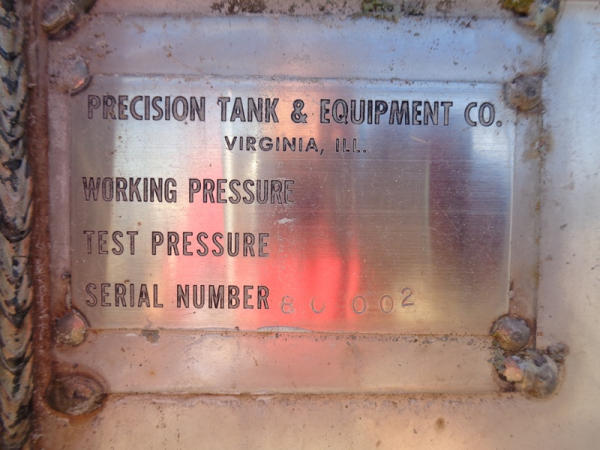 PRECISION TANK & EQUIPMENT CO.
VIRGINIA, ILL.
WORKING PRESSURE
TEST PRESSURE
SERIAL NUMBER